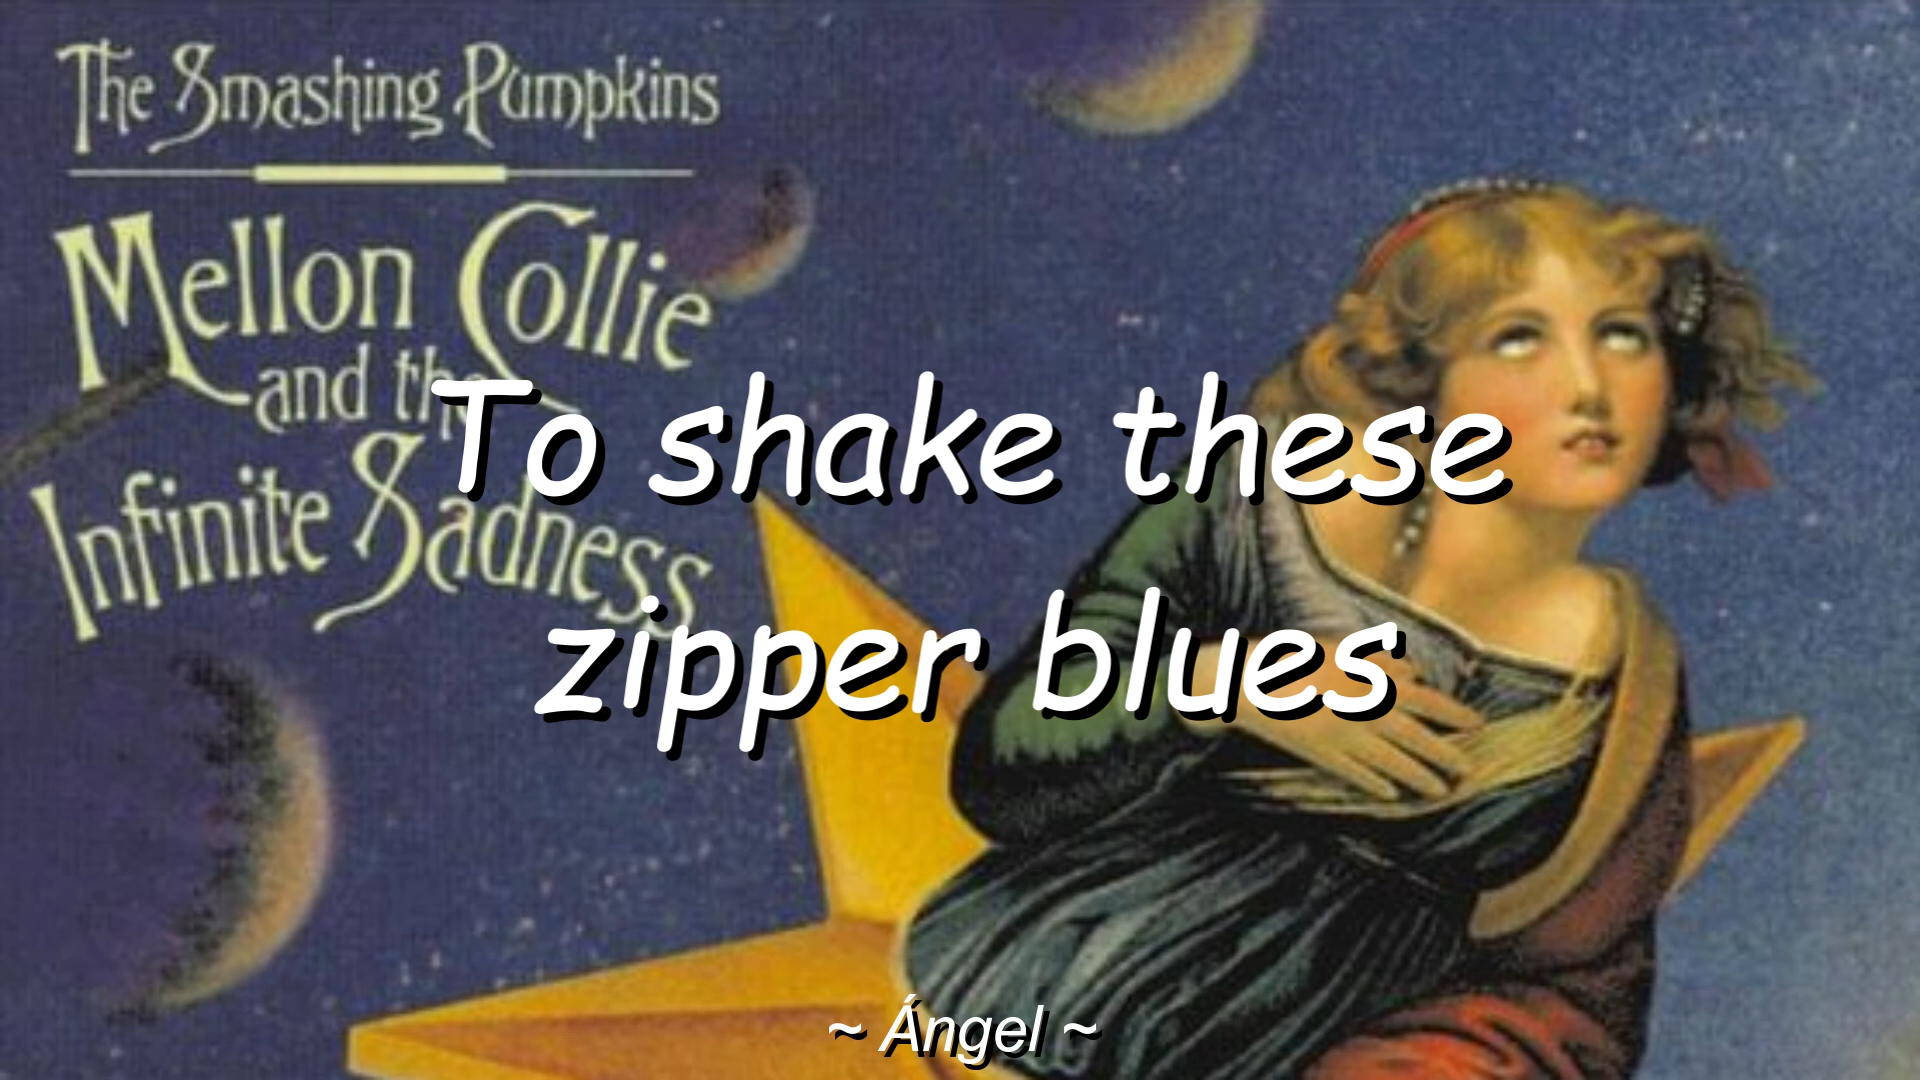 The Smashing Pumpkins
Mellon Collie
and the
Infinite Sadness
To shake these
zipper blues
~ Ángel ~